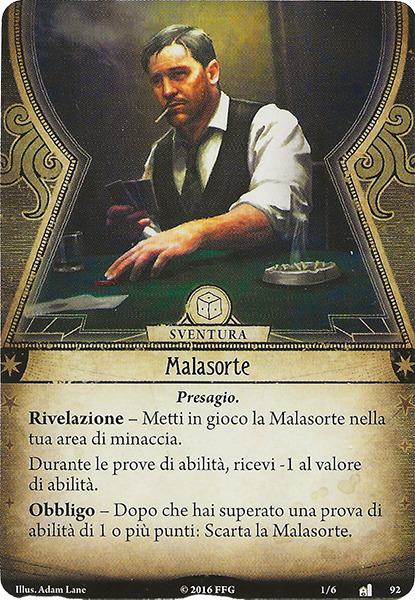 SVENTURA
Malasorte
Presagio.
Rivelazione – Metti in gioco la Malasorte nella
tua area di minaccia.
Durante le prove di abilità, ricevi -1 al valore
di abilità.
Obbligo – Dopo che hai superato una prova di
abilità di 1 o più punti: Scarta la Malasorte.
Illus. Adam Lane © 2016 FFG 1/6 92